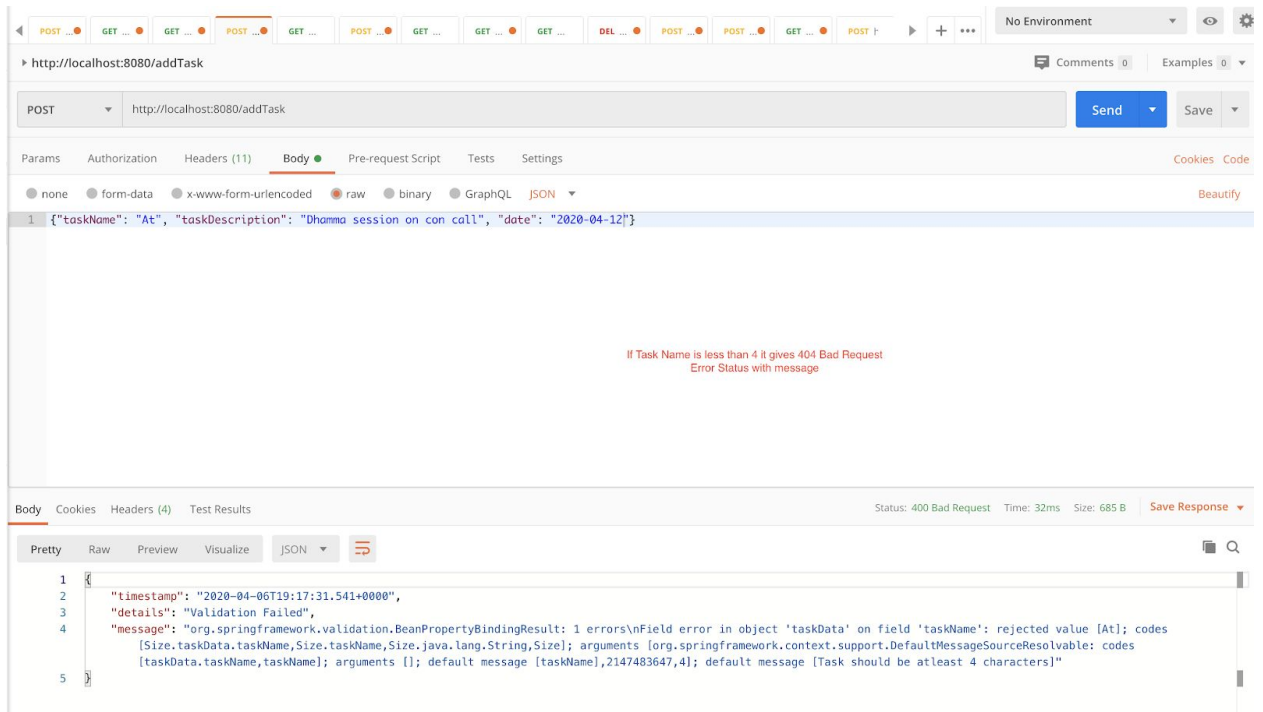 POST ... GET ... GET ... POST ... GET ... POST ... GET ... GET ... GET ... DEL ... POST ... POST ... GET ... POST No Environment
http://localhost:8080/addTask Comments 0 Examples 0
POST http://localhost:8080/addTask Send Save
Params Authorization Headers (11) Body Pre-request Script Tests Settings Cookies Code
none form-data x-www-form-urlencoded raw binary GraphQL JSON Beautify
1 {"taskName": "At", "taskDescription": "Dhamma session on con call", "date": "2020-04-12"}
If Task Name is less than 4 it gives 404 Bad Request
Error Status with message
Body Cookies Headers (4) Test Results Status: 400 Bad Request Time: 32ms Size: 685 B Save Response
Pretty Raw Preview Visualize JSON
1 {
2 "timestamp": "2020-04-06T19:17:31.541+0000",
3 "details": "Validation Failed",
4 "message": "org.springframework.validation.BeanPropertyBindingResult: 1 errors\nField error in object 'taskData' on field 'taskName': rejected value [At]; codes
[Size.taskData.taskName,Size.taskName,Size.java.lang.String,Size]; arguments [org.springframework.context.support.DefaultMessageSourceResolvable: codes
[taskData.taskName,taskName]; arguments []; default message [taskName],2147483647,4]; default message [Task should be atleast 4 characters]"
5 }